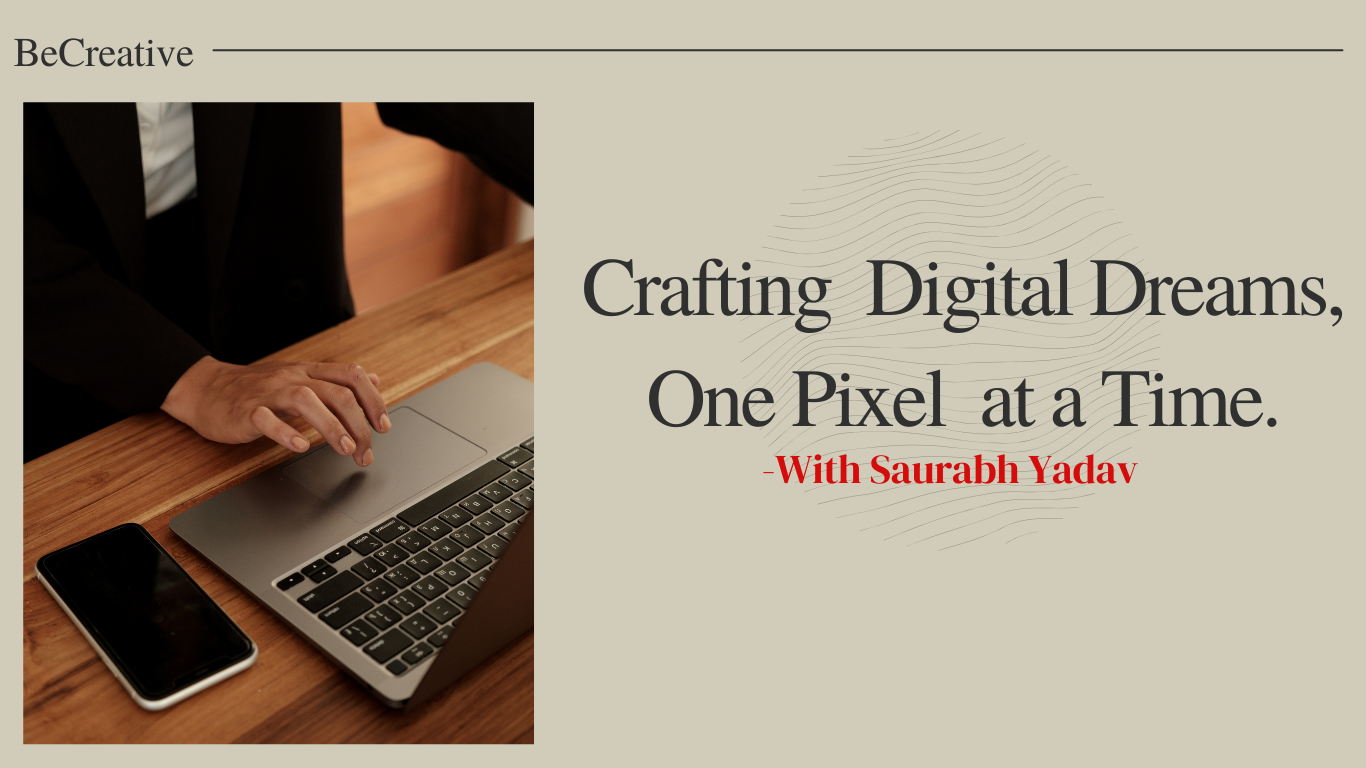 BeCreative
Crafting Digital Dreams,
One Pixel at a Time.
-With Saurabh Yadav